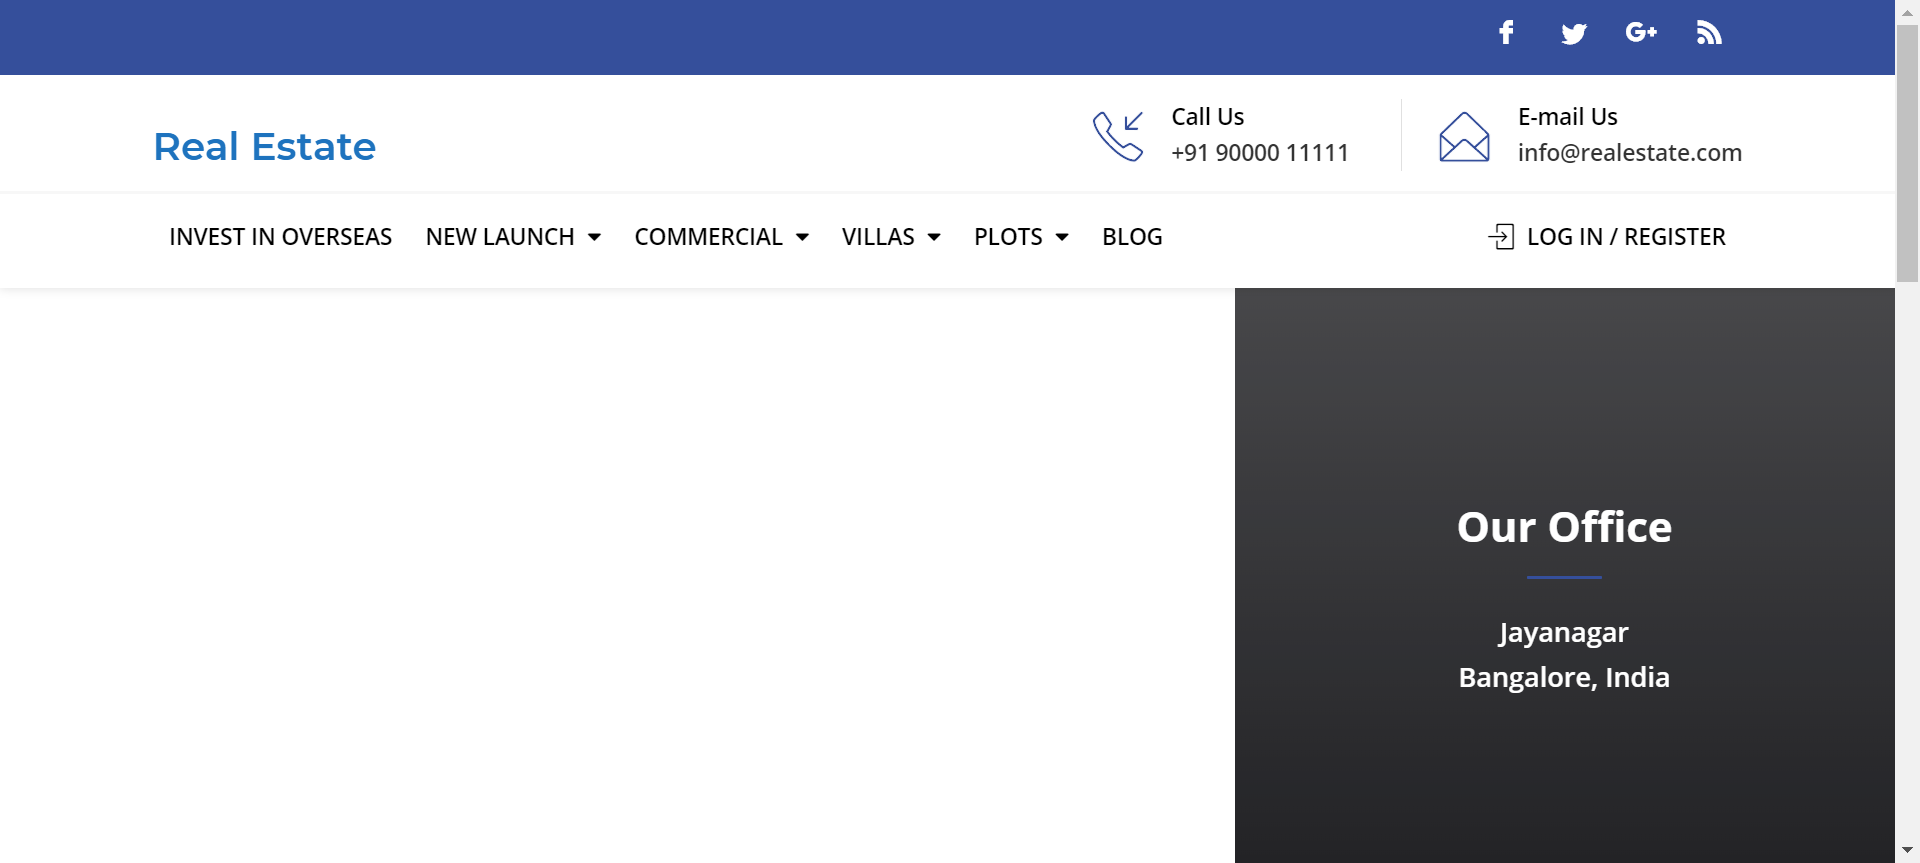 Real Estate
Call Us
+91 90000 11111
E-mail Us
info@realestate.com
INVEST IN OVERSEAS
NEW LAUNCH
COMMERCIAL
VILLAS
PLOTS
BLOG
LOG IN / REGISTER
Our Office
Jayanagar
Bangalore, India